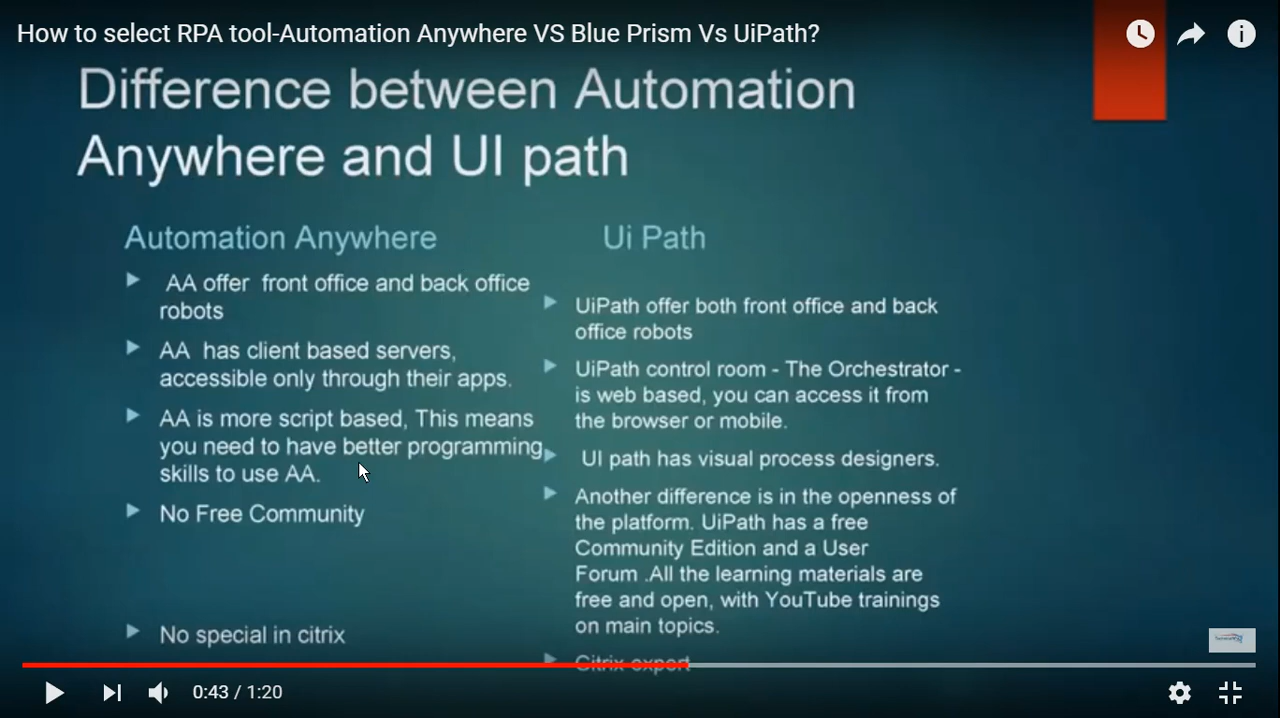 How to select RPA tool-Automation Anywhere VS Blue Prism Vs UiPath?
Difference between Automation
Anywhere and UI path
Automation Anywhere
AA offer front office and back office
robots
AA has client based servers,
accessible only through their apps.
AA is more script based, This means
you need to have better programming
skills to use AA.
No Free Community
No special in citrix
Ui Path
UiPath offer both front office and back
office robots
UiPath control room - The Orchestrator -
is web based, you can access it from
the browser or mobile.
UI path has visual process designers.
Another difference is in the openness of
the platform. UiPath has a free
Community Edition and a User
Forum .All the learning materials are
free and open, with YouTube trainings
on main topics.
Citrix expert
0:43 / 1:20